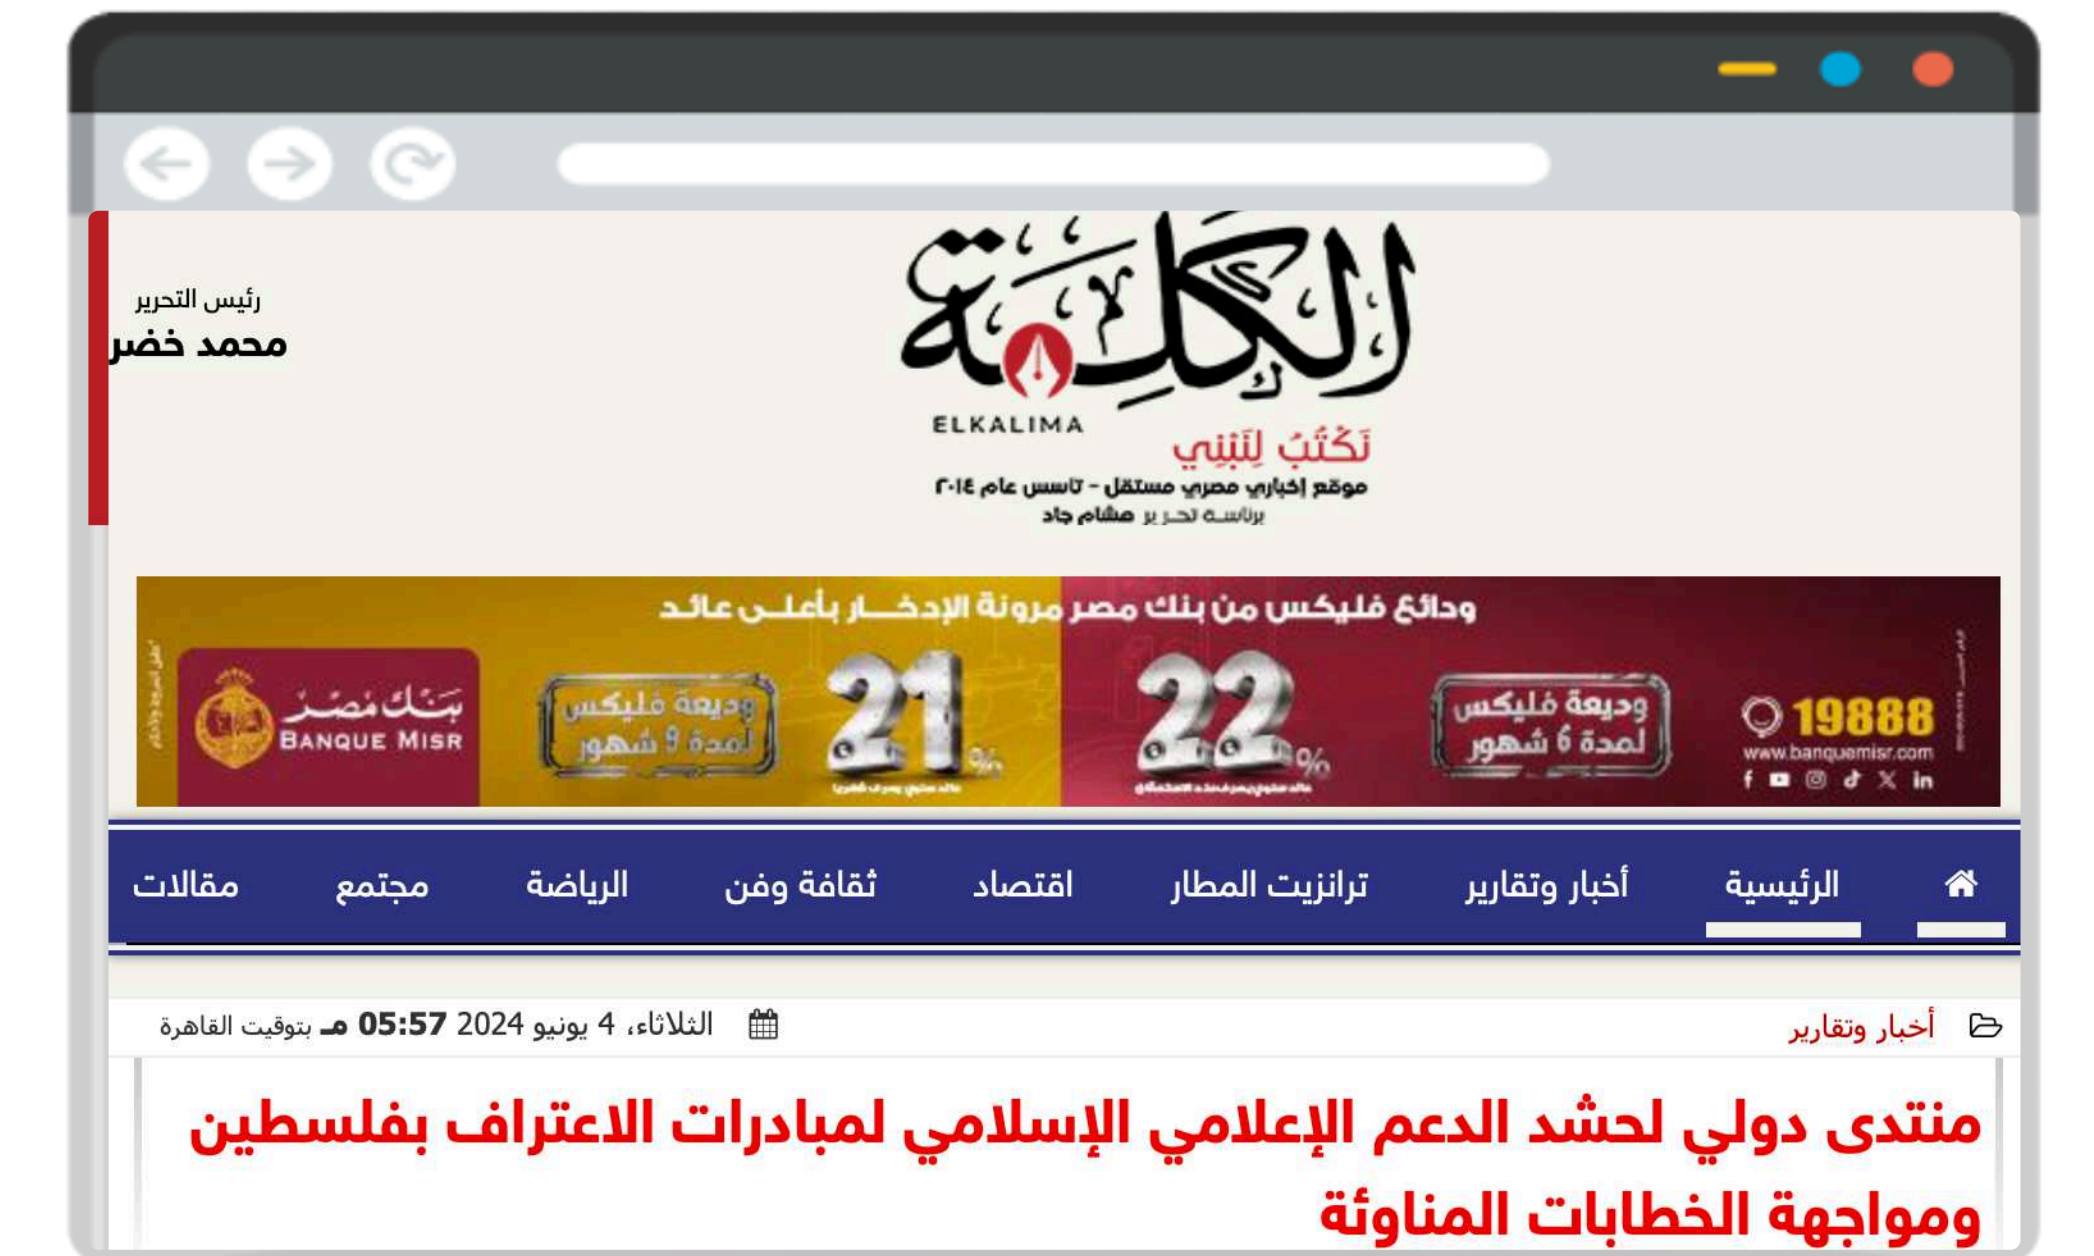 الكلمة
ELKALIMA
نَكْتُبُ لِنَبْنِي
موقع إخباري مصري مستقل - تاسس عام ٢٠١٤
برئاسة تحرير هشام جاد
رئيس التحرير
محمد خضر
ودائع فليكس من بنك مصر مرونة الإدخار بأعلى عائد
19888
www.banquemisr.com
وديعة فليكس
لمدة 6 شهور
22%
21%
وديعة فليكس
لمدة 9 شهور
بنك مصر
BANQUE MISR
الرئيسية أخبار وتقارير ترانزيت المطار اقتصاد ثقافة وفن الرياضة مجتمع مقالات
أخبار وتقارير
الثلاثاء، 4 يونيو 2024 05:57 مـ بتوقيت القاهرة
منتدى دولي لحشد الدعم الإعلامي الإسلامي لمبادرات الاعتراف بفلسطين
ومواجهة الخطابات المناوئة